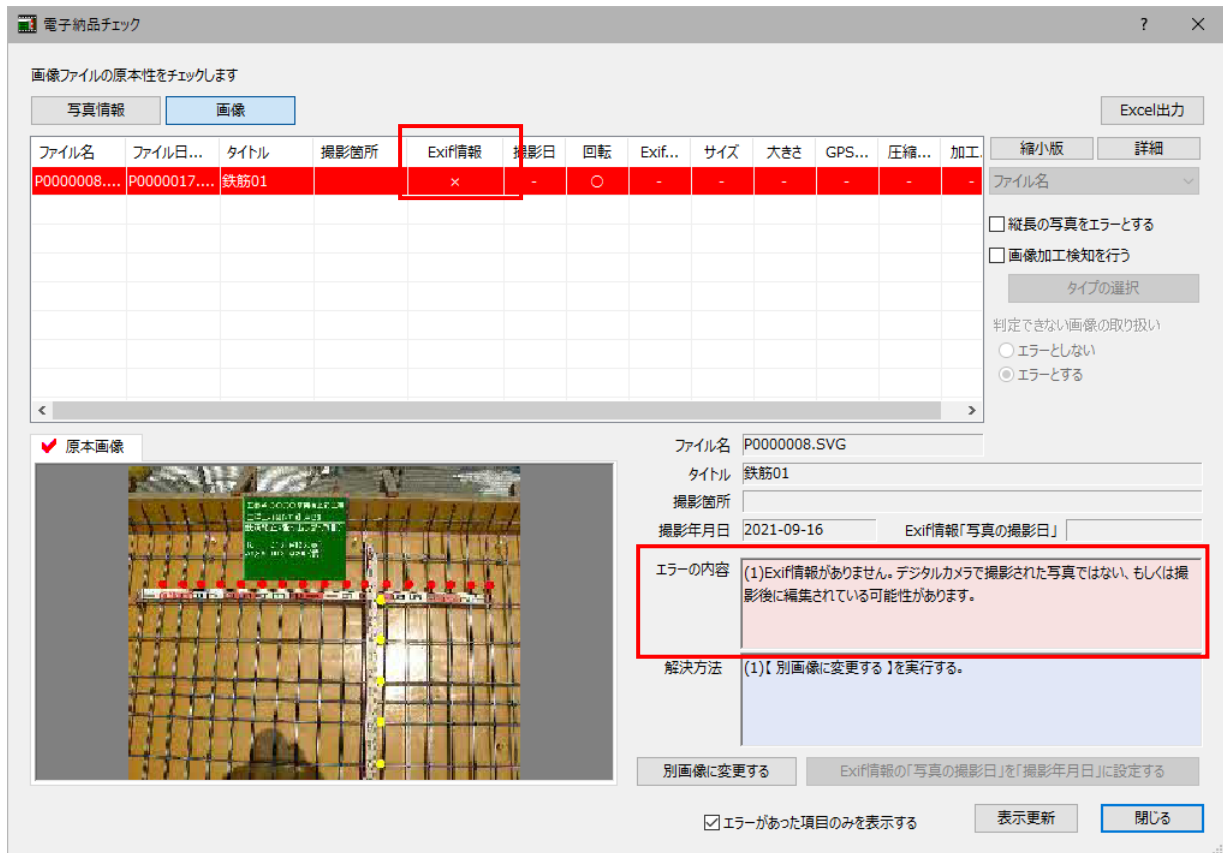 電子納品チェック
?
画像ファイルの原本性をチェックします
写真情報 画像 Excel出力
ファイル名 ファイル日... タイトル 撮影箇所 Exif情報 撮影日 回転 Exif... サイズ 大きさ GPS... 圧縮... 加工. 縮小版 詳細
P0000008.... P0000017.... 鉄筋01 × - ○ - - - - - - ファイル名
縦長の写真をエラーとする
画像加工検知を行う
タイプの選択
判定できない画像の取り扱い
エラーとしない
エラーとする
原本画像
ファイル名 P0000008.SVG
タイトル 鉄筋01
撮影箇所
撮影年月日 2021-09-16 Exif情報「写真の撮影日」
エラーの内容 (1)Exif情報がありません。デジタルカメラで撮影された写真ではない、もしくは撮
影後に編集されている可能性があります。
解決方法 (1)【 別画像に変更する 】を実行する。
別画像に変更する Exif情報の「写真の撮影日」を「撮影年月日」に設定する
エラーがあった項目のみを表示する 表示更新 閉じる